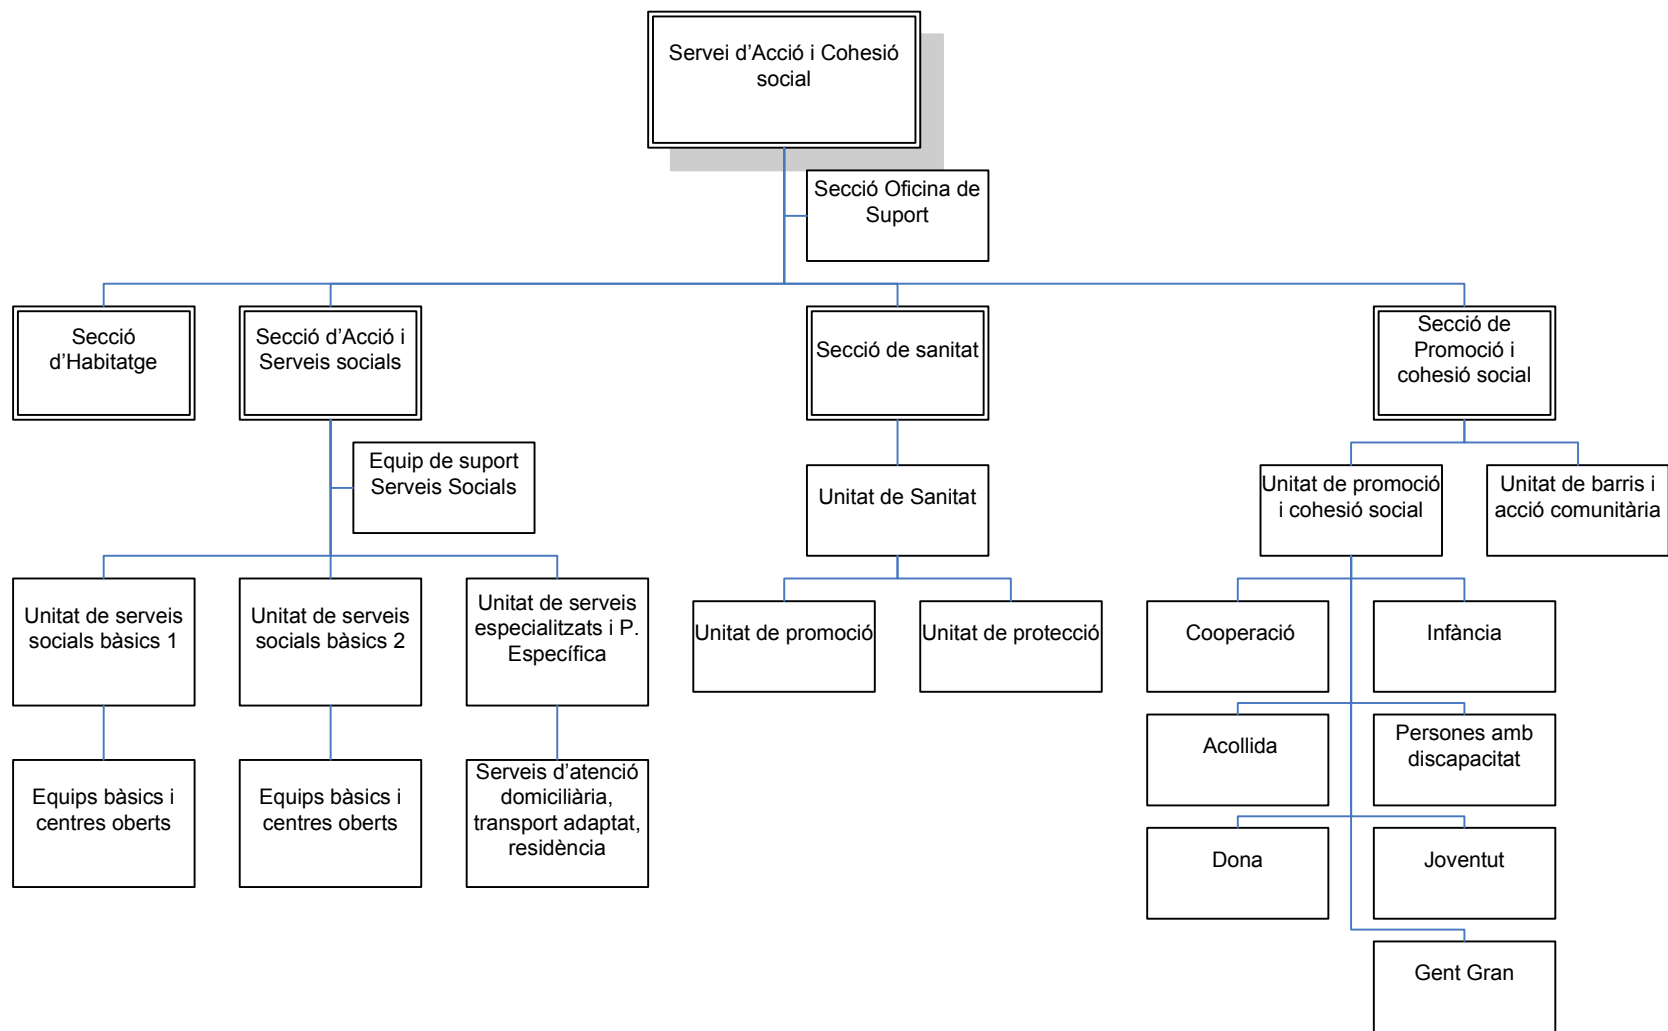 Servei d'Acció i Cohesió
social
Secció Oficina de
Suport
Secció
d'Habitatge
Secció d'Acció i
Serveis socials
Secció de sanitat
Secció de
Promoció i
cohesió social
Equip de suport
Serveis Socials
Unitat de Sanitat
Unitat de promoció
i cohesió social
Unitat de barris i
acció comunitària
Unitat de serveis
socials bàsics 1
Unitat de serveis
socials bàsics 2
Unitat de serveis
especialitzats i P.
Específica
Unitat de promoció
Unitat de protecció
Cooperació
Infància
Acollida
Persones amb
discapacitat
Equips bàsics i
centres oberts
Equips bàsics i
centres oberts
Serveis d'atenció
domiciliària,
transport adaptat,
residència
Dona
Joventut
Gent Gran